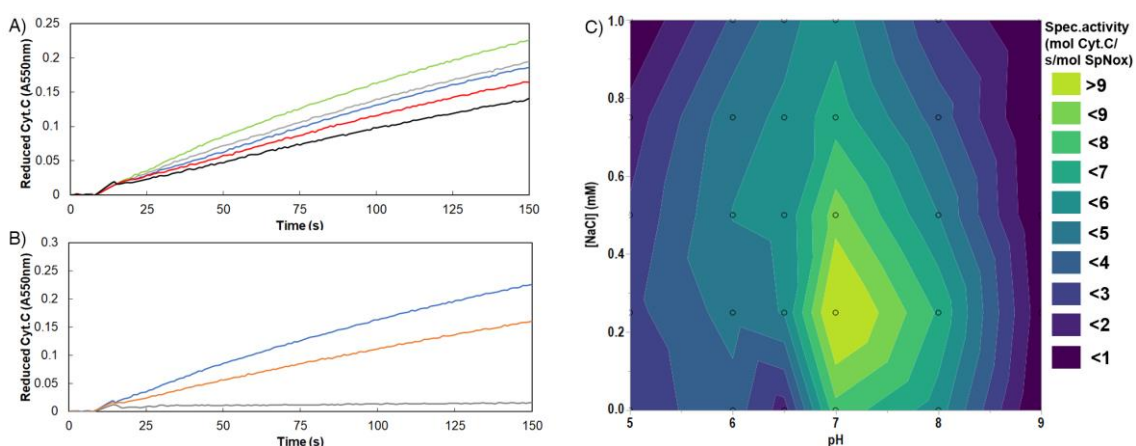 A)
Reduced Cyt.C (A550nm)
0.25
0.2
0.15
0.1
0.05
0
0 25 50 75 100 125 150
Time (s)
B)
Reduced Cyt.C (A550nm)
0.3
0.25
0.2
0.15
0.1
0.05
0
0 25 50 75 100 125 150
Time (s)
C)
[NaCl] (mM)
1.0
0.8
0.6
0.4
0.2
0.0
5 6 7 8 9
pH
Spec.activity
(mol Cyt.C/
s/mol SpNox)
>9
<9
<8
<7
<6
<5
<4
<3
<2
<1